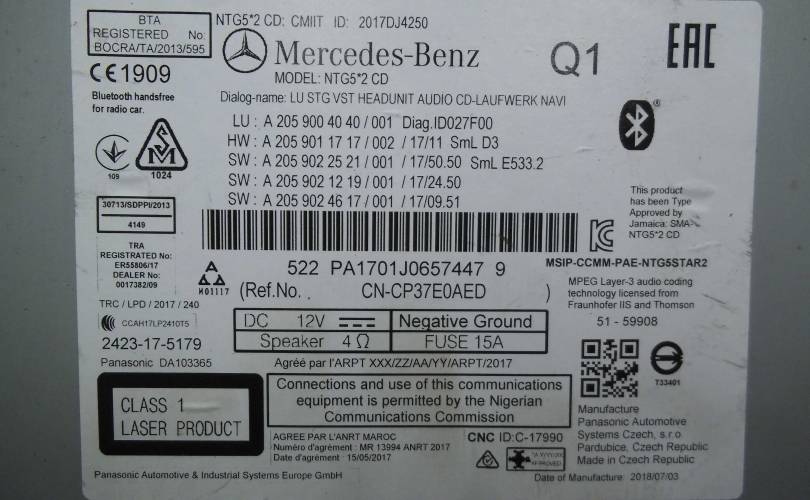 BTA
REGISTERED No:
BOCRA/TA/2013/595
NTG5*2 CD: CMIIT ID: 2017DJ4250
Mercedes-Benz
Q1
EAC
MODEL: NTG5*2 CD
CE1909
Bluetooth handsfree
for radio car.
Dialog-name: LU STG VST HEADUNIT AUDIO CD-LAUFWERK NAVI
LU : A 205 900 40 40 / 001 Diag.ID027F00
HW : A 205 901 17 17 / 002 / 17/11 SmL D3
SW : A 205 902 25 21 / 001 / 17/50.50 SmL E533.2
SW : A 205 902 12 19 / 001 / 17/24.50
SW : A 205 902 46 17 / 001 / 17/09.51
109
1024
30713/SDPPI/2013
4149
This product
has been Type
Approved by
Jamaica: SMA-
NTG5*2 CD
TRA
REGISTERED No:
ER55806/17
DEALER No:
0017382/09
522 PA1701J0657447 9
MSIP-CCMM-PAE-NTG5STAR2
(Ref.No. CN-CP37E0AED )
MPEG Layer-3 audio coding
technology licensed from
Fraunhofer IIS and Thomson
TRC / LPD / 2017 / 240
CCAH17LP2410T5
DC 12V Negative Ground
Speaker 4 Ω FUSE 15A
51 - 59908
2423-17-5179
Panasonic DA103365
Agréé par l'ARPT XXX/ZZ/AA/YY/ARPT/2017
T33401
CLASS 1
LASER PRODUCT
Connections and use of this communications
equipment is permitted by the Nigerian
Communications Commission
Manufacture
Panasonic Automotive
Systems Czech, s.r.o.
Pardubice, Czech Republic
Made in Czech Republic
AGREE PAR L'ANRT MAROC
Numéro d'agrément : MR 13994 ANRT 2017
Date d'agrément : 15/05/2017
CNC ID:C-17990
Panasonic Automotive & Industrial Systems Europe GmbH
Date of Manufacture: 2018/07/03